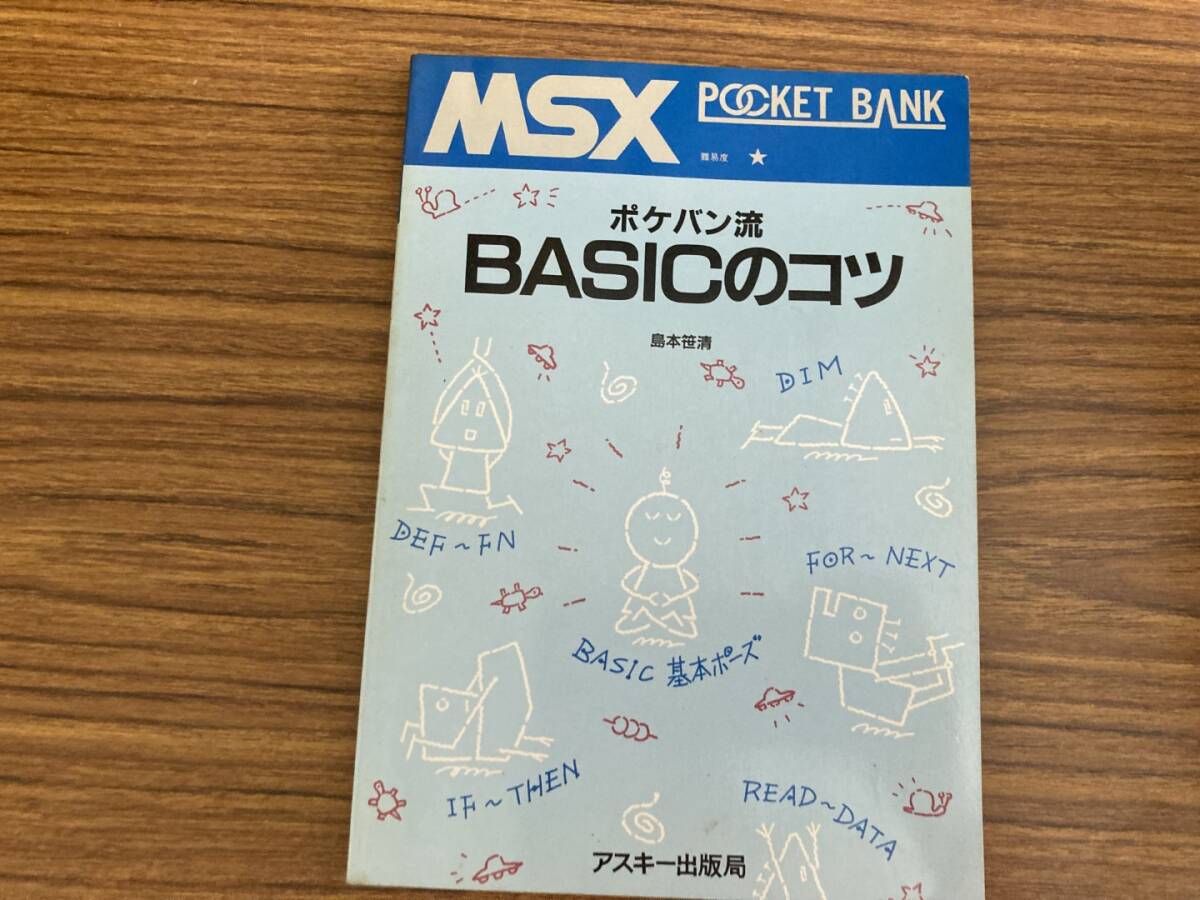 MSX POCKET BANK
難易度 ★
ポケバン流
BASICのコツ
島本笹清
DIM
DEF~FN
FOR~NEXT
BASIC 基本ポーズ
IF~THEN
READ~DATA
アスキー出版局